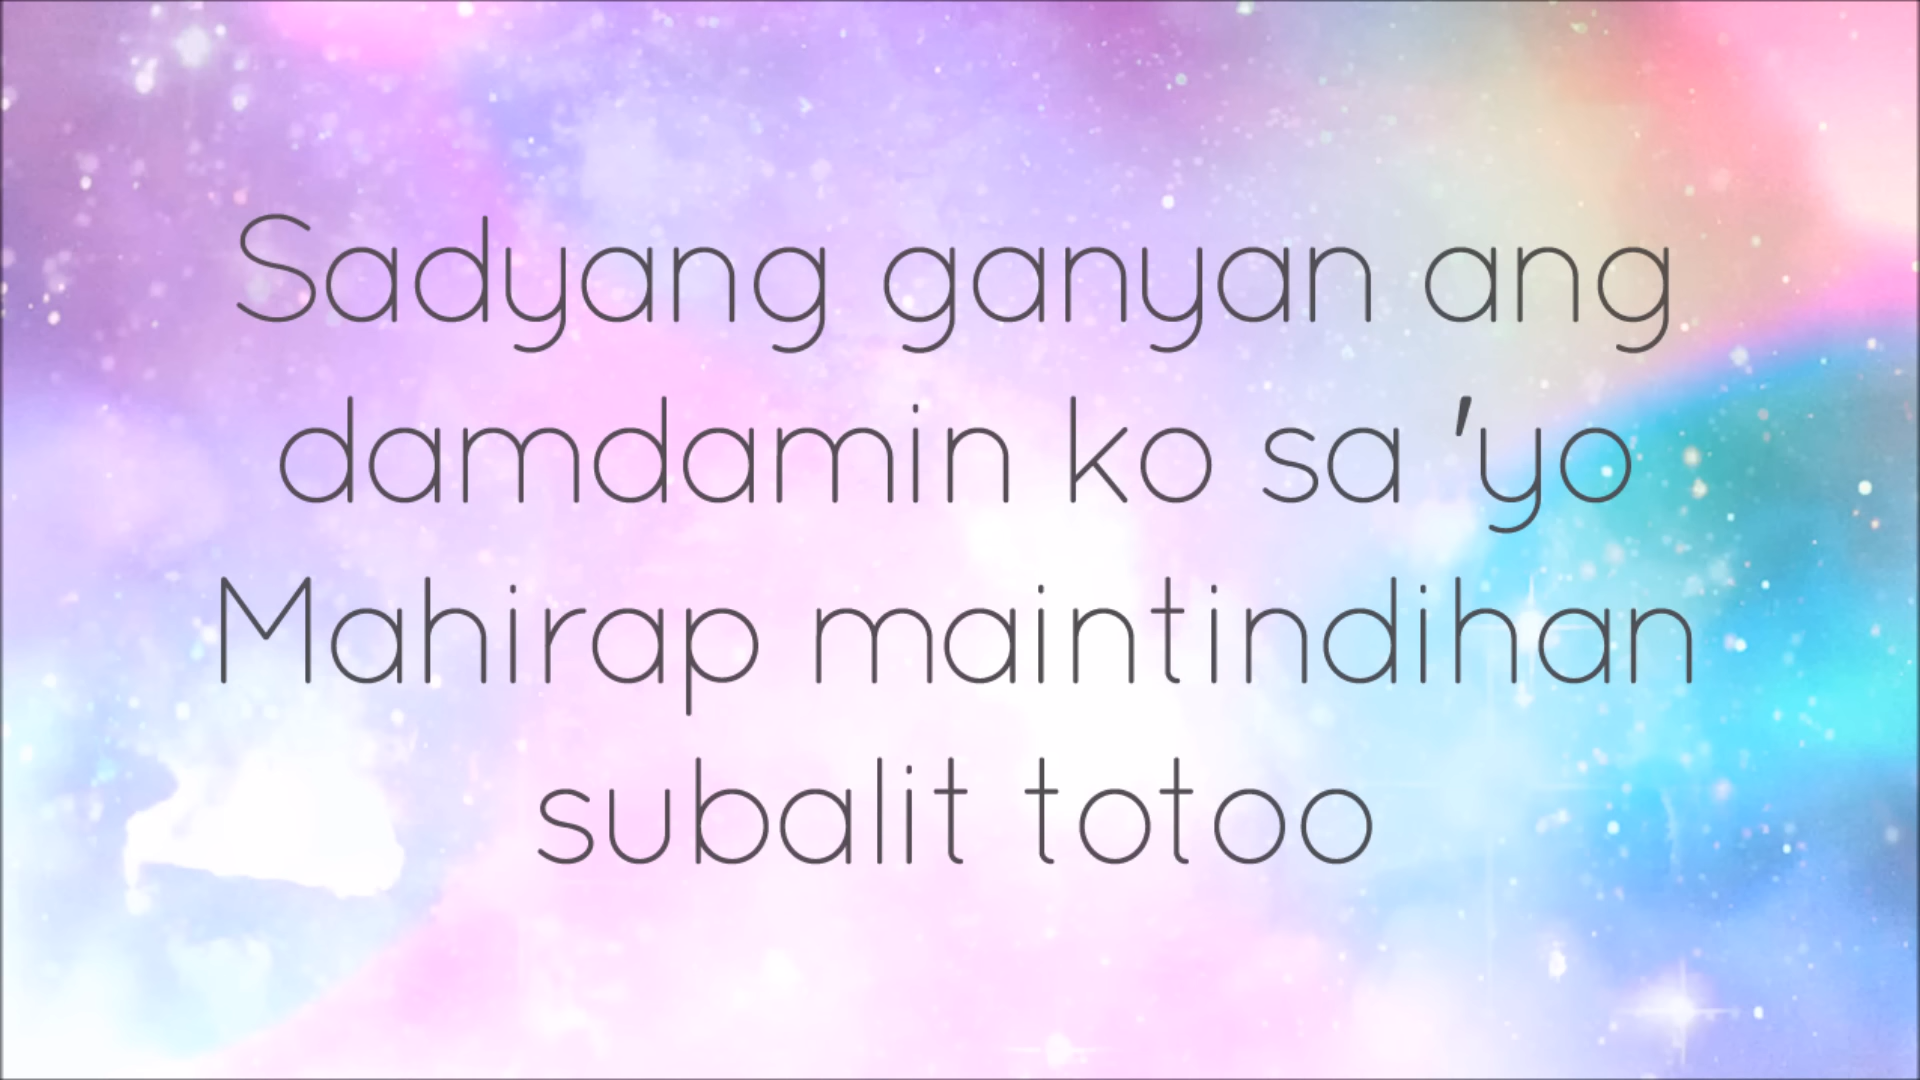 Sadyang ganyan ang
damdamin ko sa 'yo
Mahirap maintindihan
subalit totoo